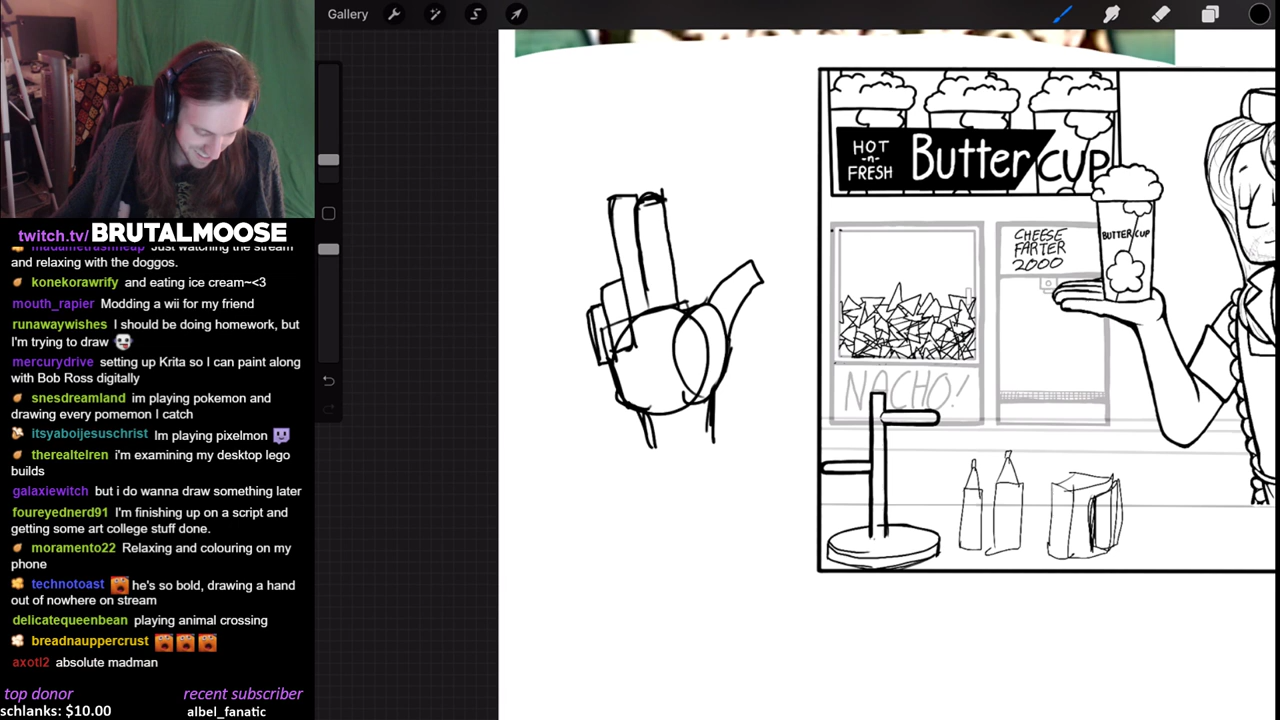 Gallery
twitch.tv/ BRUTALMOOSE
Just watching the stream
and relaxing with the doggos.
konekorawrify and eating ice cream~<3
mouth_rapier Modding a wii for my friend
runawaywishes I should be doing homework, but
I'm trying to draw
mercurydrive setting up Krita so I can paint along
with Bob Ross digitally
snesdreamland im playing pokemon and
drawing every pomemon I catch
itsyaboijesuschrist Im playing pixelmon
therealtelren i'm examining my desktop lego
builds
galaxiewitch but i do wanna draw something later
foureyednerd91 I'm finishing up on a script and
getting some art college stuff done.
moramento22 Relaxing and colouring on my
phone
technotoast he's so bold, drawing a hand
out of nowhere on stream
delicatequeenbean playing animal crossing
breadnauppercrust
axotl2 absolute madman
top donor
schlanks: $10.00
recent subscriber
albel_fanatic
HOT
-n-
FRESH
Butter CUP
CHEESE
FARTER
2000
BUTTER CUP
NACHO!